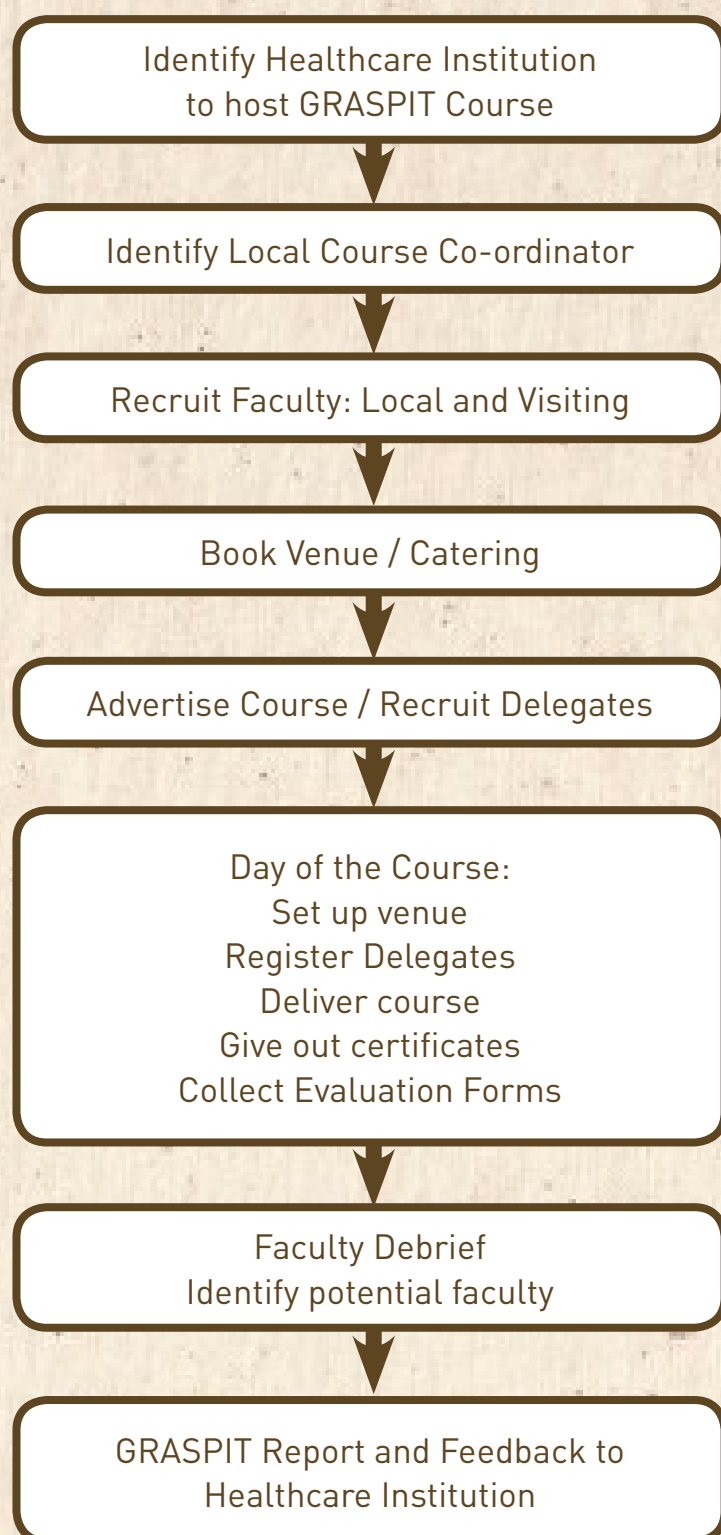 Identify Healthcare Institution
to host GRASPIT Course
Identify Local Course Co-ordinator
Recruit Faculty: Local and Visiting
Book Venue / Catering
Advertise Course / Recruit Delegates
Day of the Course:
Set up venue
Register Delegates
Deliver course
Give out certificates
Collect Evaluation Forms
Faculty Debrief
Identify potential faculty
GRASPIT Report and Feedback to
Healthcare Institution